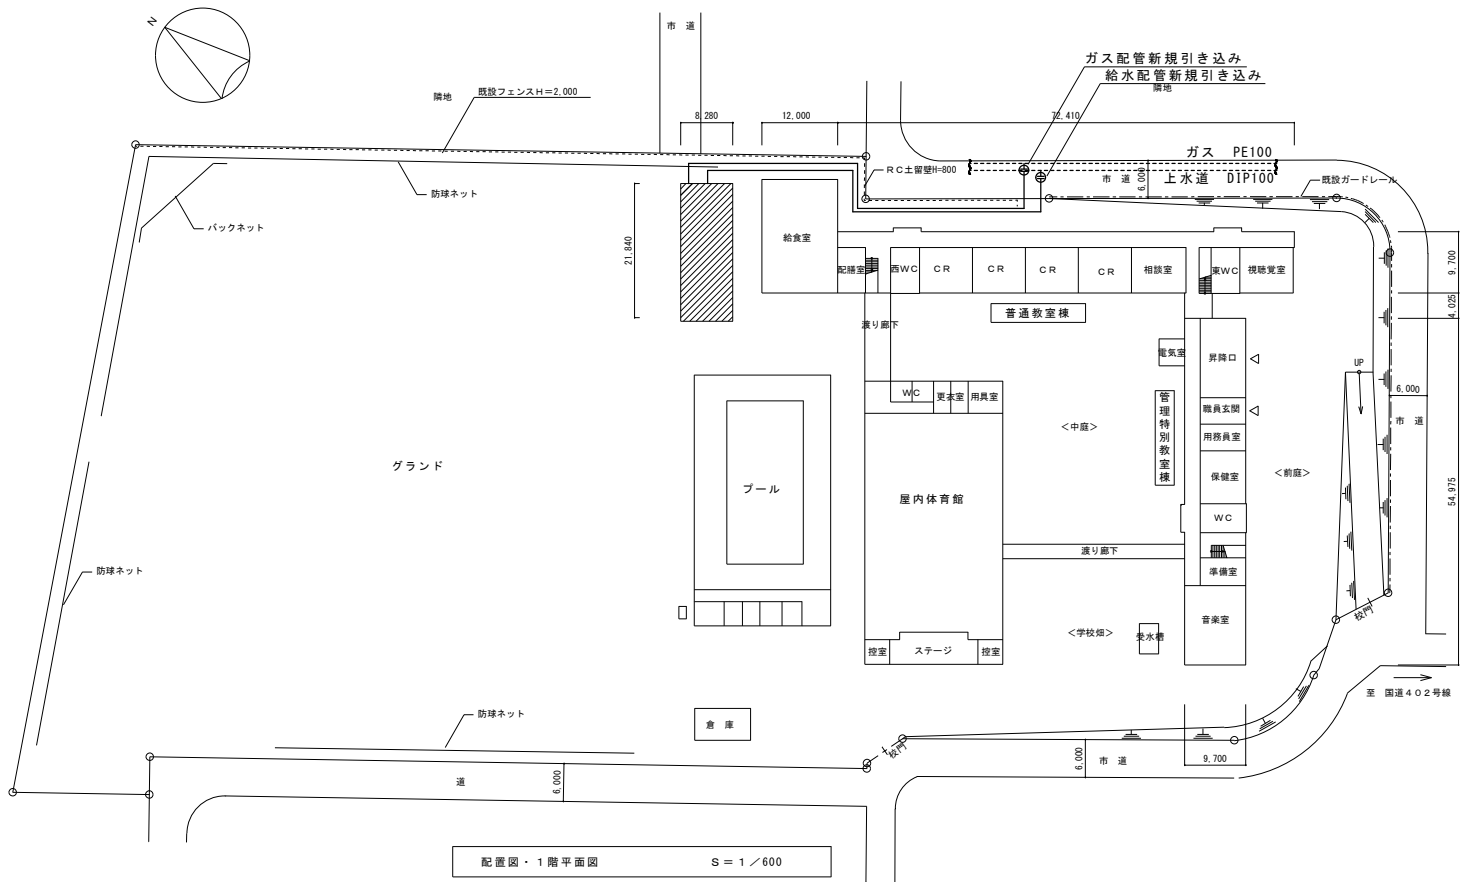 N
市 道
ガス配管新規引き込み
給水配管新規引き込み
隣地
隣地
既設フェンスH=2,000
8,280
12,000
72,410
ガス PE100
RC土留壁H=800
市 道
6,000
上水道 DIP100
既設ガードレール
防球ネット
バックネット
給食室
21,840
配膳室
西WC
CR
CR
CR
CR
相談室
東WC
視聴覚室
9,700
4,025
普通教室棟
渡り廊下
電気室
昇降口
UP
6,000
市 道
WC
更衣室
用具室
管理特別教室棟
職員玄関
<中庭>
用務員室
グランド
プール
屋内体育館
保健室
<前庭>
54,975
WC
渡り廊下
防球ネット
準備室
校門
<学校畑>
受水槽
音楽室
控室
ステージ
控室
至 国道402号線
防球ネット
倉 庫
校門
6,000
市 道
9,700
道
6,000
配置図・1階平面図 S=1/600